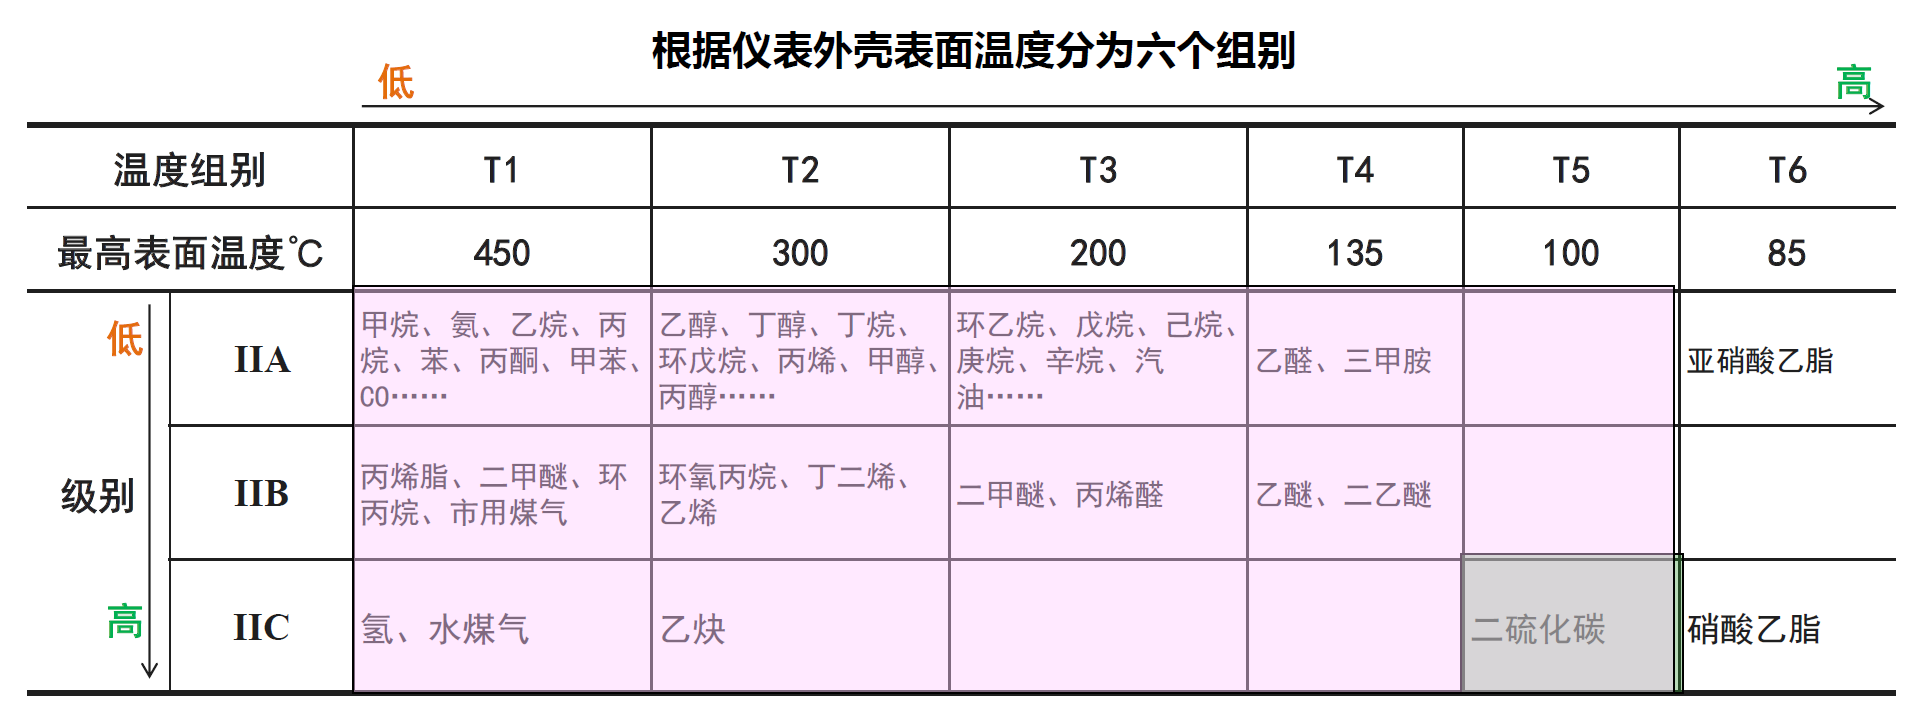 根据仪表外壳表面温度分为六个组别
低
高
温度组别
T1
T2
T3
T4
T5
T6
最高表面温度℃
450
300
200
135
100
85
低
级别
高
IIA
甲烷、氨、乙烷、丙
烷、苯、丙酮、甲苯、
CO……
乙醇、丁醇、丁烷、
环戊烷、丙烯、甲醇、
丙醇……
环乙烷、戊烷、己烷、
庚烷、辛烷、汽
油……
乙醛、三甲胺
亚硝酸乙脂
IIB
丙烯脂、二甲醚、环
丙烷、市用煤气
环氧丙烷、丁二烯、
乙烯
二甲醚、丙烯醛
乙醚、二乙醚
IIC
氢、水煤气
乙炔
二硫化碳
硝酸乙脂